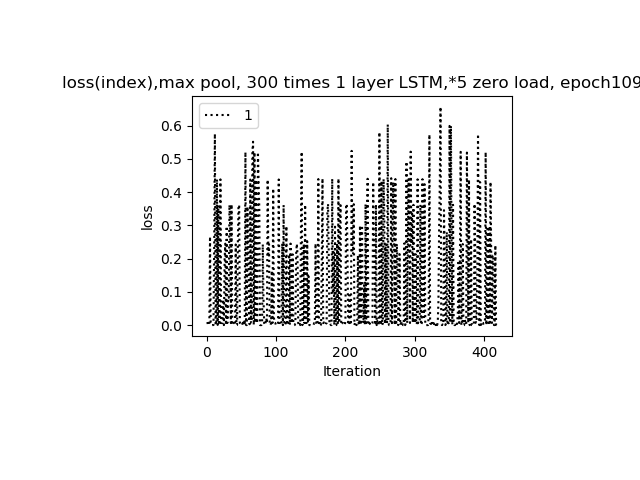 loss(index),max pool, 300 times 1 layer LSTM,*5 zero load, epoch109
1
0.6
0.5
0.4
0.3
0.2
0.1
0.0
loss
0 100 200 300 400
Iteration